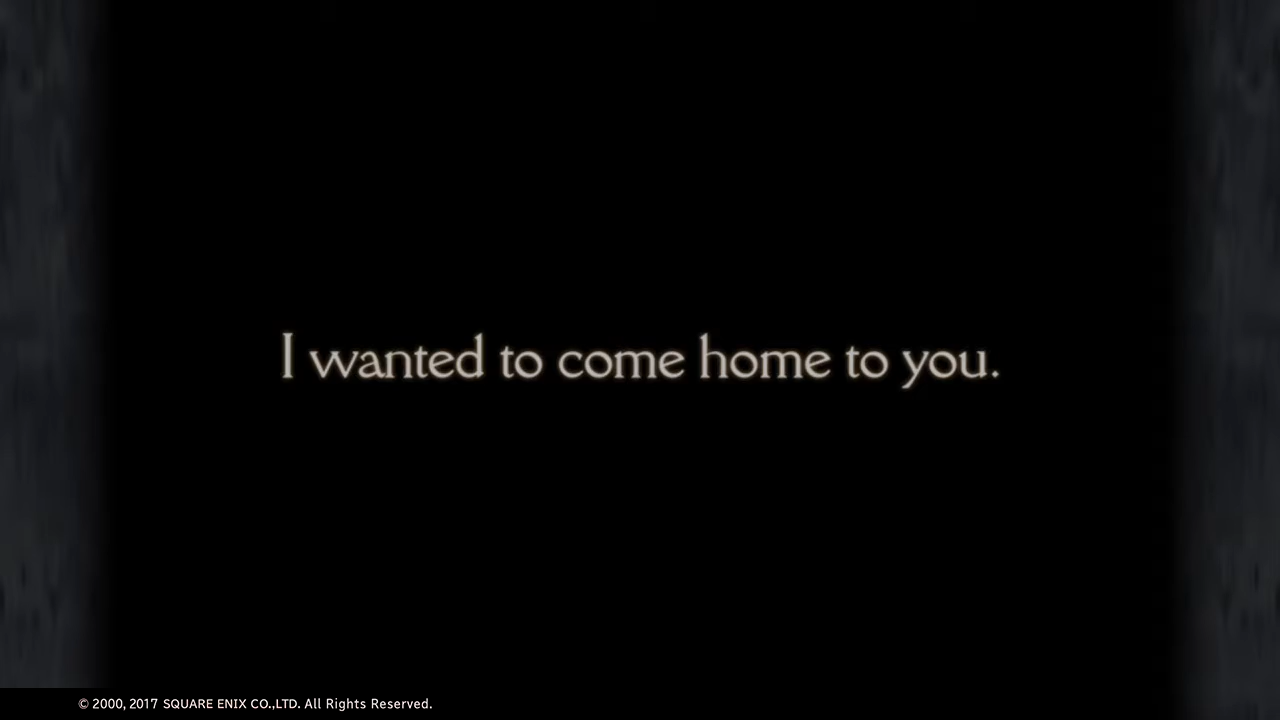 I wanted to come home to you.
© 2000, 2017 SQUARE ENIX CO.,LTD. All Rights Reserved.